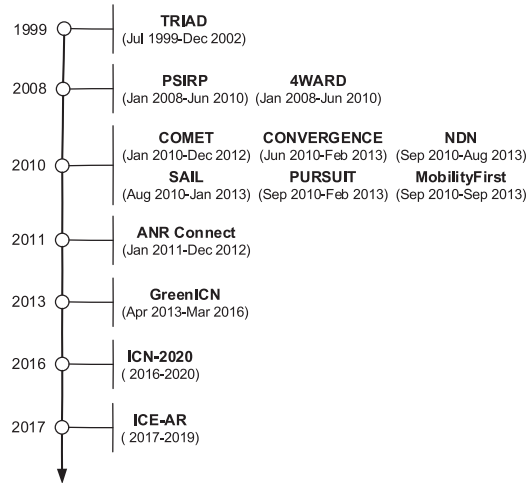 1999
TRIAD
(Jul 1999-Dec 2002)
2008
PSIRP 4WARD
(Jan 2008-Jun 2010) (Jan 2008-Jun 2010)
2010
COMET CONVERGENCE NDN
(Jan 2010-Dec 2012) (Jun 2010-Feb 2013) (Sep 2010-Aug 2013)
SAIL PURSUIT MobilityFirst
(Aug 2010-Jan 2013) (Sep 2010-Feb 2013) (Sep 2010-Sep 2013)
2011
ANR Connect
(Jan 2011-Dec 2012)
2013
GreenICN
(Apr 2013-Mar 2016)
2016
ICN-2020
( 2016-2020)
2017
ICE-AR
( 2017-2019)